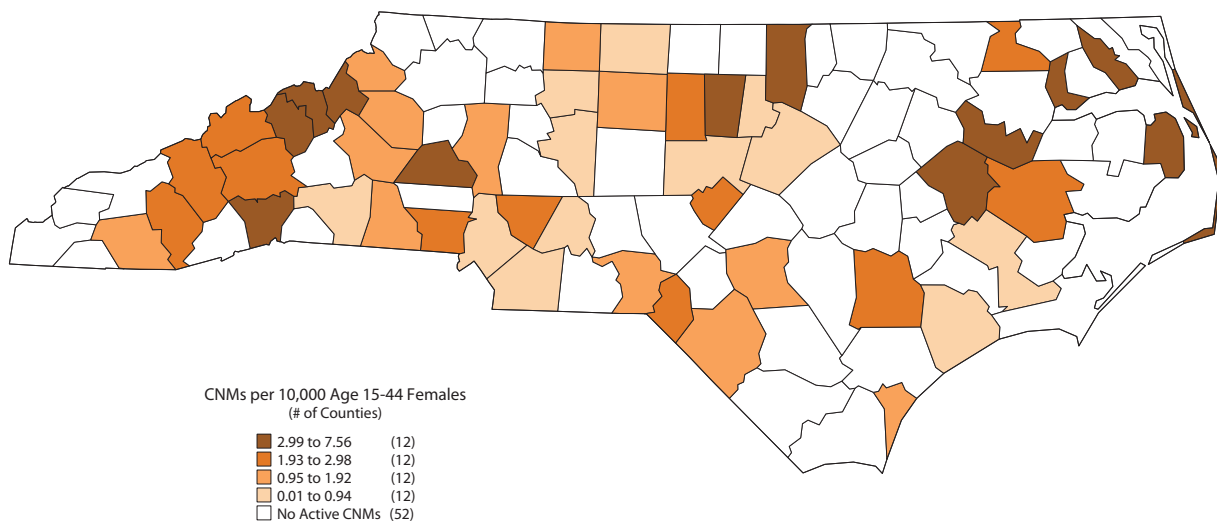 CNMs per 10,000 Age 15-44 Females
(# of Counties)
2.99 to 7.56 (12)
1.93 to 2.98 (12)
0.95 to 1.92 (12)
0.01 to 0.94 (12)
No Active CNMs (52)